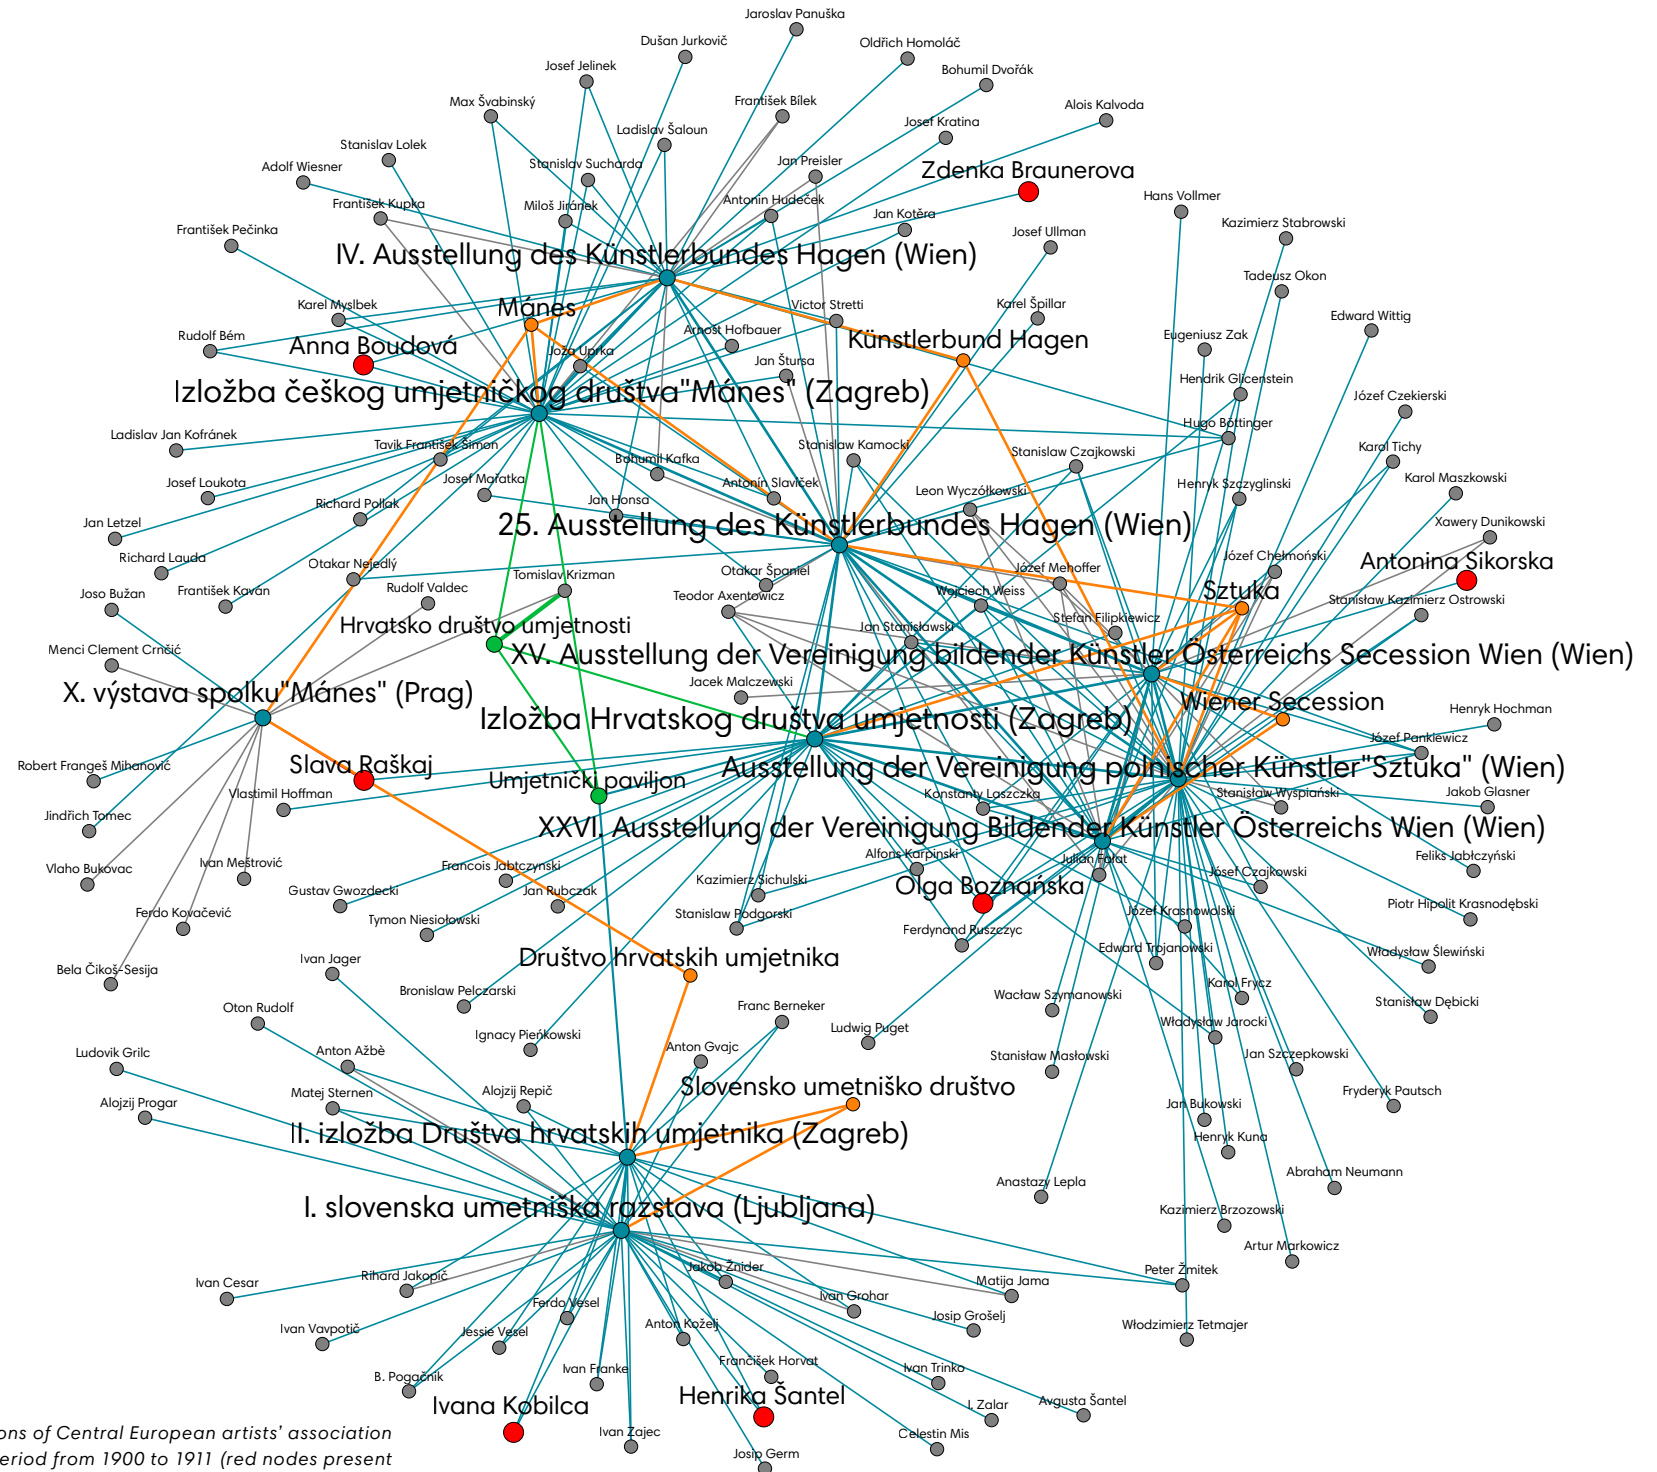 Jaroslav Panuška
Dušan Jurkovič
Oldřich Homoláč
Josef Jelinek
Bohumil Dvořák
Max Švabinský
František Bílek
Alois Kalvoda
Josef Kratina
Ladislav Šaloun
Stanislav Lolek
Stanislav Sucharda
Jan Preisler
Adolf Wiesner
Zdenka Braunerova
Hans Vollmer
František Kupka
Miloš Jiránek
Antonin Hudeček
Jan Kotěra
Kazimierz Stabrowski
František Pečinka
Josef Ullman
IV. Ausstellung des Künstlerbundes Hagen (Wien)
Tadeusz Okon
Karel Myslbek
Mánes
Victor Stretti
Karel Špillar
Edward Wittig
Rudolf Bém
Anna Boudová
Arnošt Hofbauer
Künstlerbund Hagen
Eugeniusz Zak
Joža Uprka
Jan Štursa
Hendrik Glicenstein
Izložba češkog umjetničkog društva"Mánes" (Zagreb)
Józef Czekierski
Hugo Böttinger
Ladislav Jan Kofránek
Tavik František Šimon
Stanislaw Kamocki
Stanislaw Czajkowski
Karol Tichy
Bohumil Kafka
Josef Loukota
Josef Mařatka
Antonín Slaviček
Leon Wyczółkowski
Henryk Szczyglinski
Karol Maszkowski
Richard Pollak
Jan Honsa
Jan Letzel
25. Ausstellung des Künstlerbundes Hagen (Wien)
Xawery Dunikowski
Richard Lauda
Otakar Nejedlý
Józef Chełmoński
Antonina Sikorska
Tomislav Krizman
Otakar Španiel
Józef Mehoffer
Joso Bužan
František Kavan
Rudolf Valdec
Teodor Axentowicz
Wojciech Weiss
Sztuka
Stanisław Kazimierz Ostrowski
Hrvatsko društvo umjetnosti
Jan Stanisławski
Stefan Filipkiewicz
Menci Clement Crnčić
XV. Ausstellung der Vereinigung bildender Künstler Österreichs Secession Wien (Wien)
Jacek Malczewski
X. výstava spolku"Mánes" (Prag)
Wiener Secession
Izložba Hrvatskog društva umjetnosti (Zagreb)
Henryk Hochman
Józef Pankiewicz
Robert Frangeš Mihanović
Slava Raškaj
Umjetnički paviljon
Ausstellung der Vereinigung polnischer Künstler"Sztuka" (Wien)
Vlastimil Hoffman
Konstanty Laszczka
Stanisław Wyspiański
Jakob Glasner
Jindřich Tomec
XXVI. Ausstellung der Vereinigung Bildender Künstler Österreichs Wien (Wien)
Vlaho Bukovac
Ivan Meštrović
Francois Jabtczynski
Alfons Karpinski
Julian Fałat
Feliks Jabłczyński
Gustav Gwozdecki
Jan Rubczak
Kazimierz Sichulski
Olga Boznańska
Józef Czajkowski
Ferdo Kovačević
Tymon Niesiołowski
Stanislaw Podgorski
Józef Krasnowolski
Piotr Hipolit Krasnodębski
Ferdynand Ruszczyc
Edward Trojanowski
Władysław Ślewiński
Bela Čikoš-Sesija
Ivan Jager
Društvo hrvatskih umjetnika
Karol Frycz
Bronislaw Pelczarski
Wacław Szymanowski
Stanisław Dębicki
Oton Rudolf
Franc Berneker
Władysław Jarocki
Ludwig Puget
Ignacy Pieńkowski
Anton Gvajc
Ludovik Grilc
Anton Ažbè
Stanisław Masłowski
Jan Szczepkowski
Matej Sternen
Alojzij Repič
Slovensko umetniško društvo
Fryderyk Pautsch
Alojzij Progar
Jan Bukowski
II. izložba Društva hrvatskih umjetnika (Zagreb)
Henryk Kuna
Anastazy Lepla
Abraham Neumann
I. slovenska umetniška razstava (Ljubljana)
Kazimierz Brzozowski
Artur Markowicz
Ivan Cesar
Rihard Jakopič
Jakob Žnider
Matija Jama
Peter Žmitek
Ferdo Vesel
Ivan Grohar
Josip Grošelj
Ivan Vavpotič
Jessie Vesel
Anton Koželj
Włodzimierz Tetmajer
B. Pogačnik
Ivan Franke
Frančišek Horvat
Ivan Trinko
Ivana Kobilca
Henrika Šantel
I. Zalar
Avgusta Šantel
Ivan Zajec
Celestin Mis
ons of Central European artists' association
Josip Germ
eriod from 1900 to 1911 (red nodes present